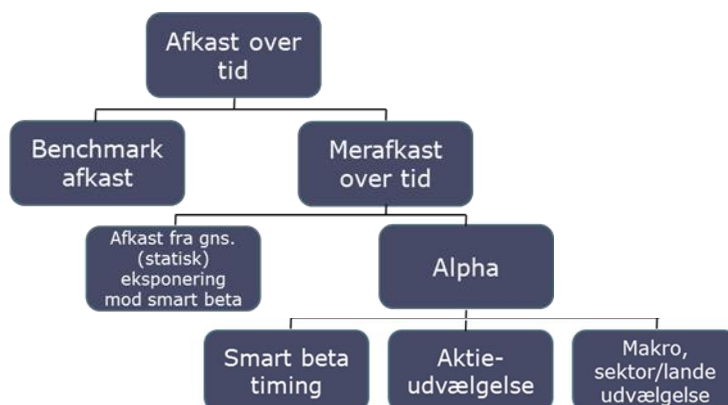 Afkast over
tid
Benchmark
afkast
Merafkast
over tid
Afkast fra gns.
(statisk)
eksponering
mod smart beta
Alpha
Smart beta
timing
Aktie-
udvælgelse
Makro,
sektor/lande
udvælgelse